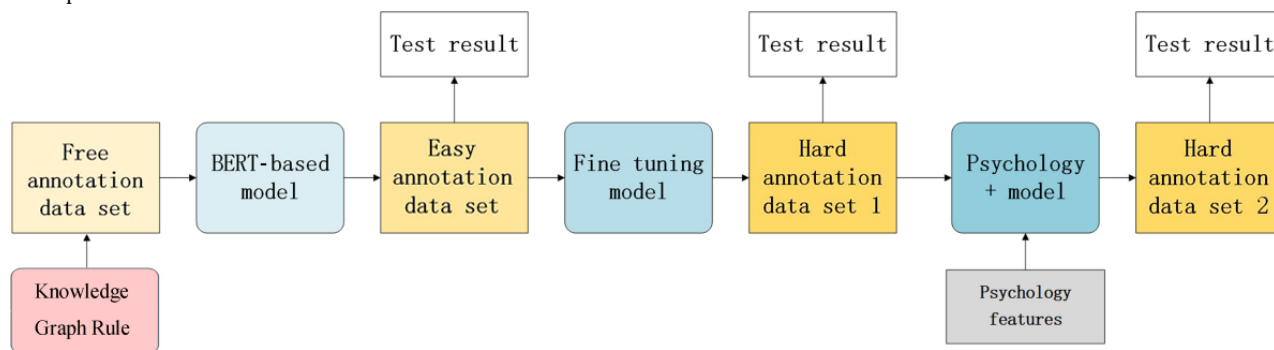 Test result
Test result
Test result
Free
annotation
data set
BERT-based
model
Easy
annotation
data set
Fine tuning
model
Hard
annotation
data set 1
Psychology
+ model
Hard
annotation
data set 2
Knowledge
Graph Rule
Psychology
features